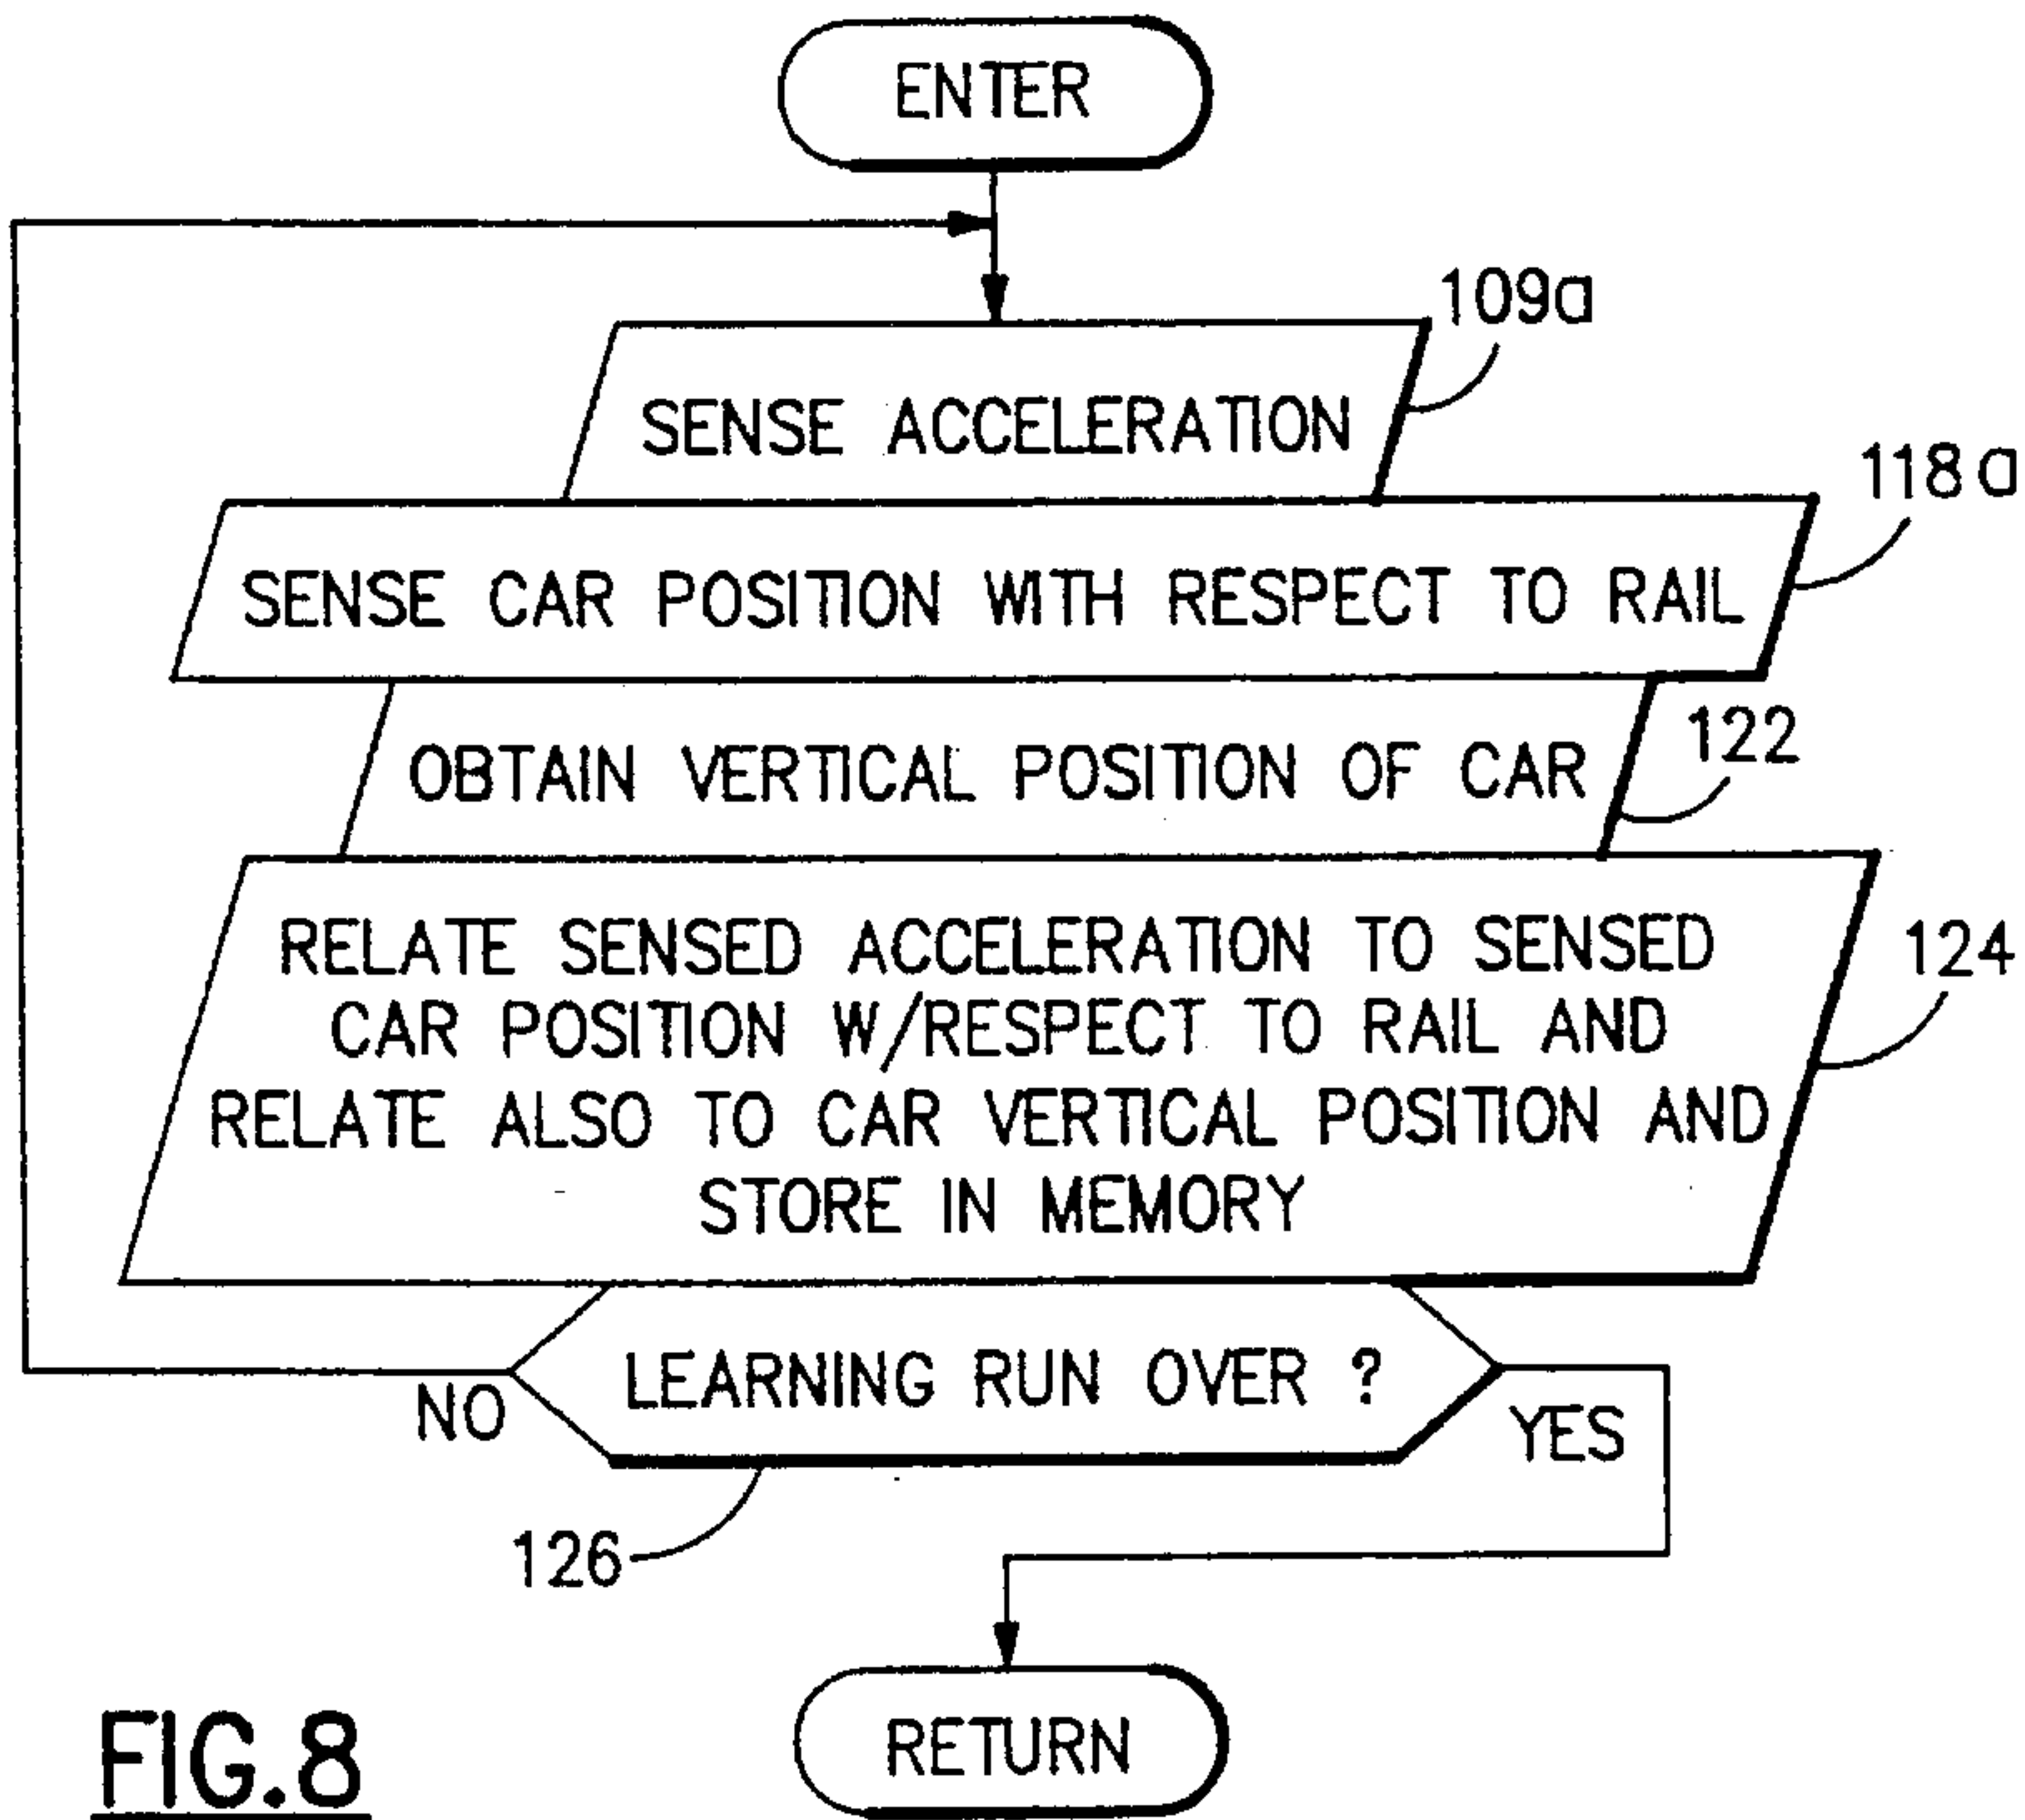 ENTER
109a
SENSE ACCELERATION
118a
SENSE CAR POSITION WITH RESPECT TO RAIL
122
OBTAIN VERTICAL POSITION OF CAR
124
RELATE SENSED ACCELERATION TO SENSED
CAR POSITION W/RESPECT TO RAIL AND
RELATE ALSO TO CAR VERTICAL POSITION AND
STORE IN MEMORY
LEARNING RUN OVER ?
NO
YES
126
RETURN
FIG.8